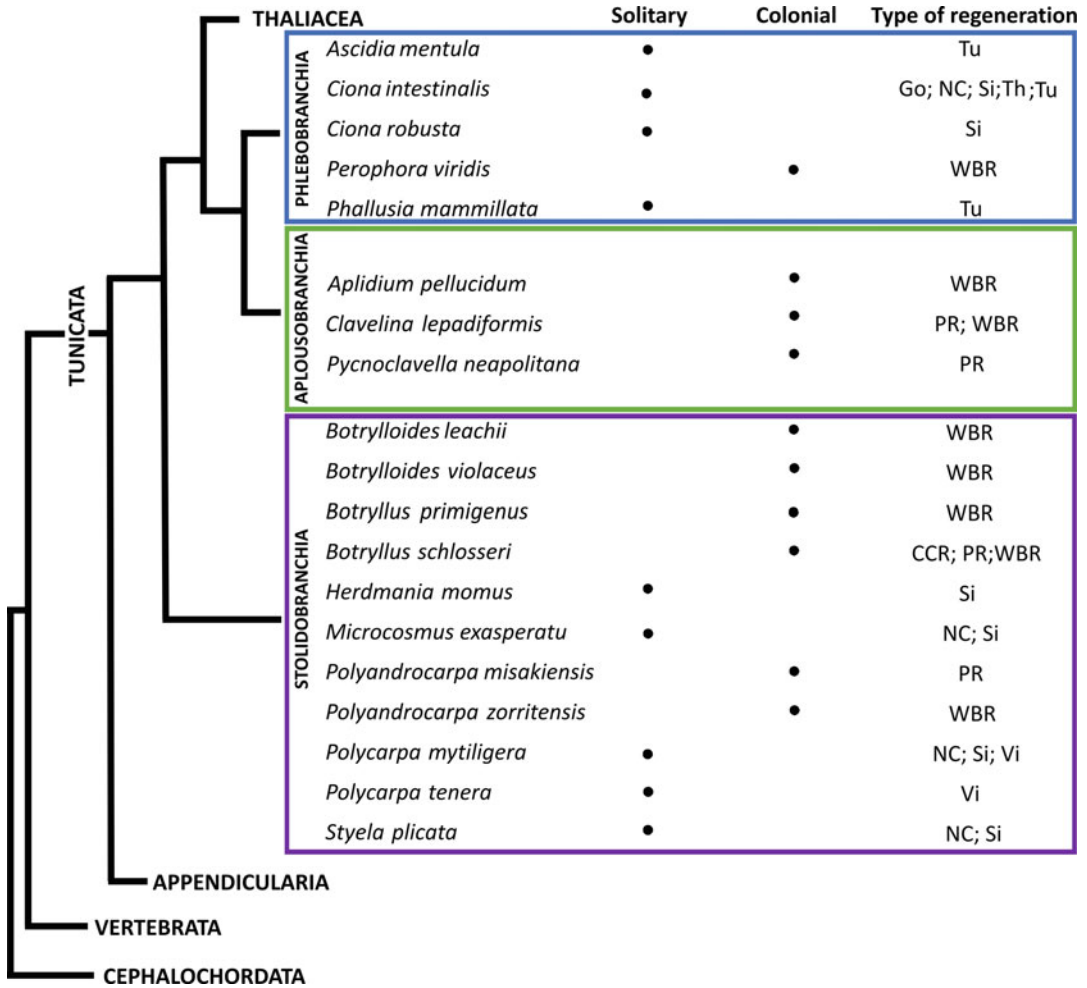 THALIACEA Solitary Colonial Type of regeneration
PHLEBOBRANCHIA
Ascidia mentula • Tu
Ciona intestinalis • Go; NC; Si;Th ;Tu
Ciona robusta • Si
Perophora viridis • WBR
Phallusia mammillata • Tu
APLOUSOBRANCHIA
Aplidium pellucidum • WBR
Clavelina lepadiformis • PR; WBR
Pycnoclavella neapolitana • PR
TUNICATA
STOLIDOBRANCHIA
Botrylloides leachii • WBR
Botrylloides violaceus • WBR
Botryllus primigenus • WBR
Botryllus schlosseri • CCR; PR;WBR
Herdmania momus • Si
Microcosmus exasperatu • NC; Si
Polyandrocarpa misakiensis • PR
Polyandrocarpa zorritensis • WBR
Polycarpa mytiligera • NC; Si; Vi
Polycarpa tenera • Vi
Styela plicata • NC; Si
APPENDICULARIA
VERTEBRATA
CEPHALOCHORDATA